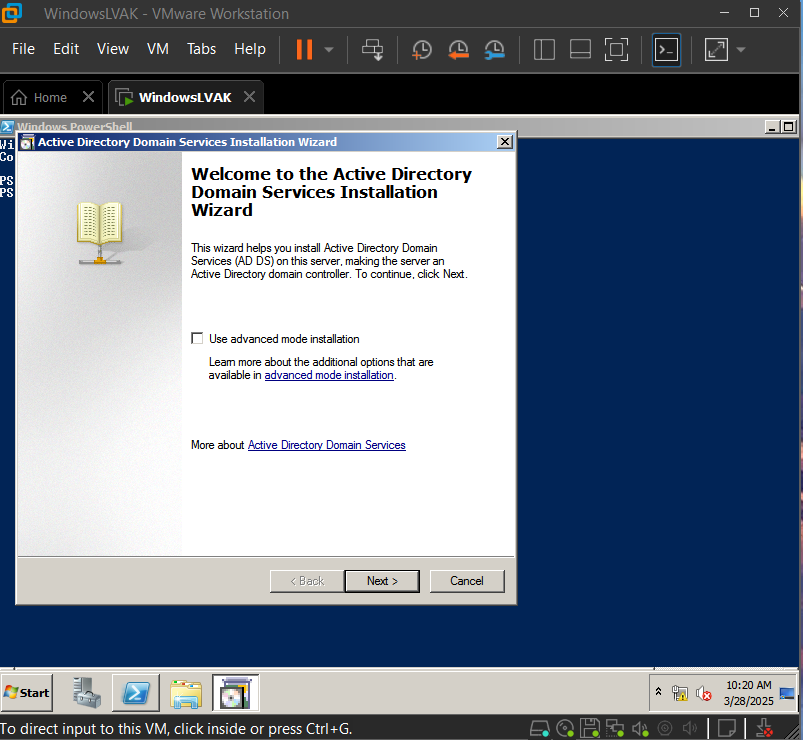 WindowsLVAK - VMware Workstation
File Edit View VM Tabs Help
Home WindowsLVAK
Windows PowerShell
Wi
Co
PS
PS
Active Directory Domain Services Installation Wizard
Welcome to the Active Directory
Domain Services Installation
Wizard
This wizard helps you install Active Directory Domain
Services (AD DS) on this server, making the server an
Active Directory domain controller. To continue, click Next.
Use advanced mode installation
Learn more about the additional options that are
available in advanced mode installation.
More about Active Directory Domain Services
< Back Next > Cancel
Start
10:20 AM
3/28/2025
To direct input to this VM, click inside or press Ctrl+G.